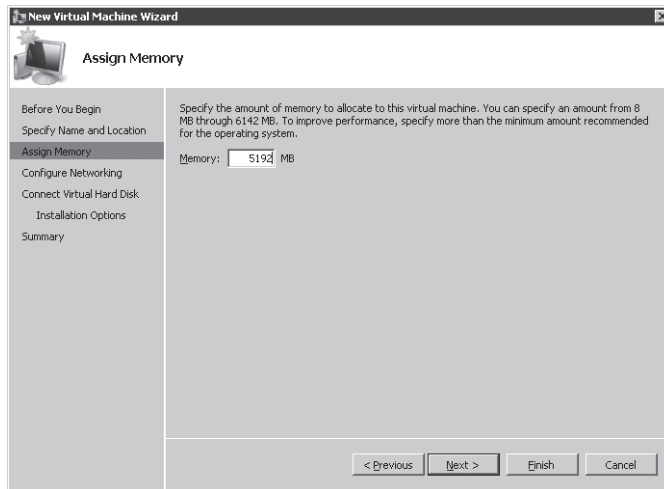 New Virtual Machine Wizard
Assign Memory
Before You Begin
Specify Name and Location
Assign Memory
Configure Networking
Connect Virtual Hard Disk
Installation Options
Summary
Specify the amount of memory to allocate to this virtual machine. You can specify an amount from 8
MB through 6142 MB. To improve performance, specify more than the minimum amount recommended
for the operating system.
Memory: 5192 MB
< Previous Next > Finish Cancel